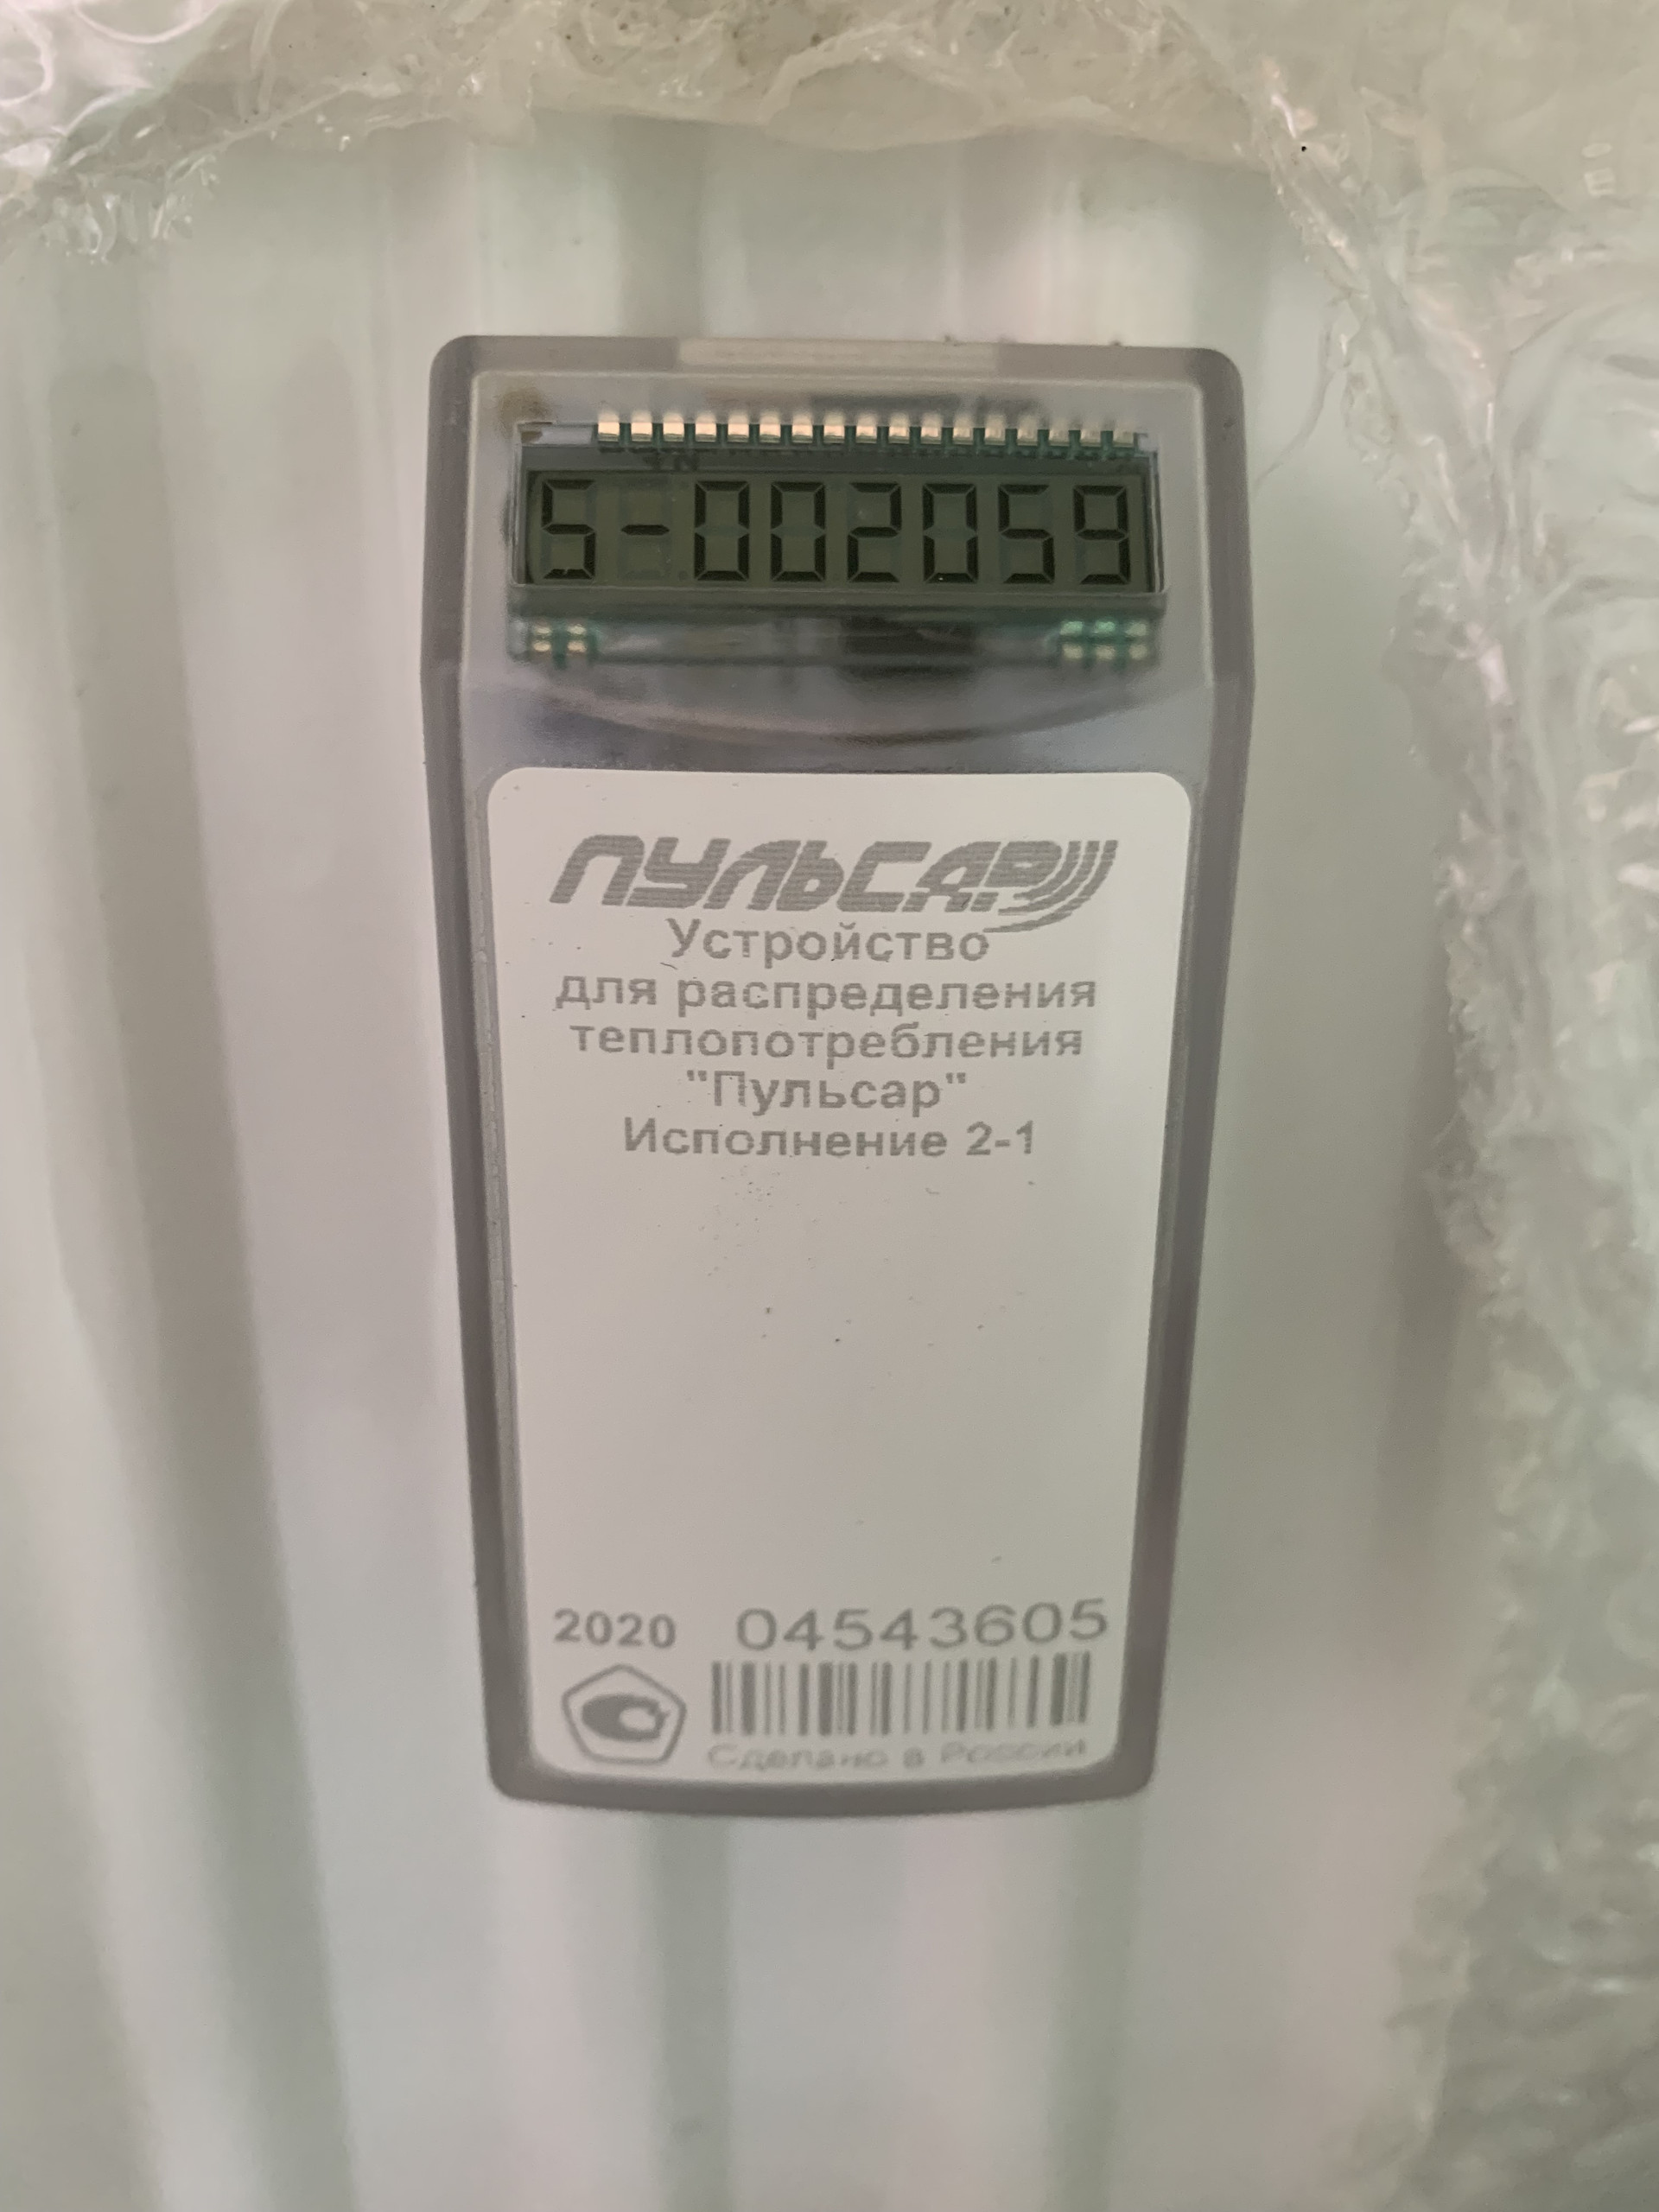 5-002059
ПУЛЬСАР
Устройство
для распределения
теплопотребления
"Пульсар"
Исполнение 2-1
2020 04543605
Сделано в России